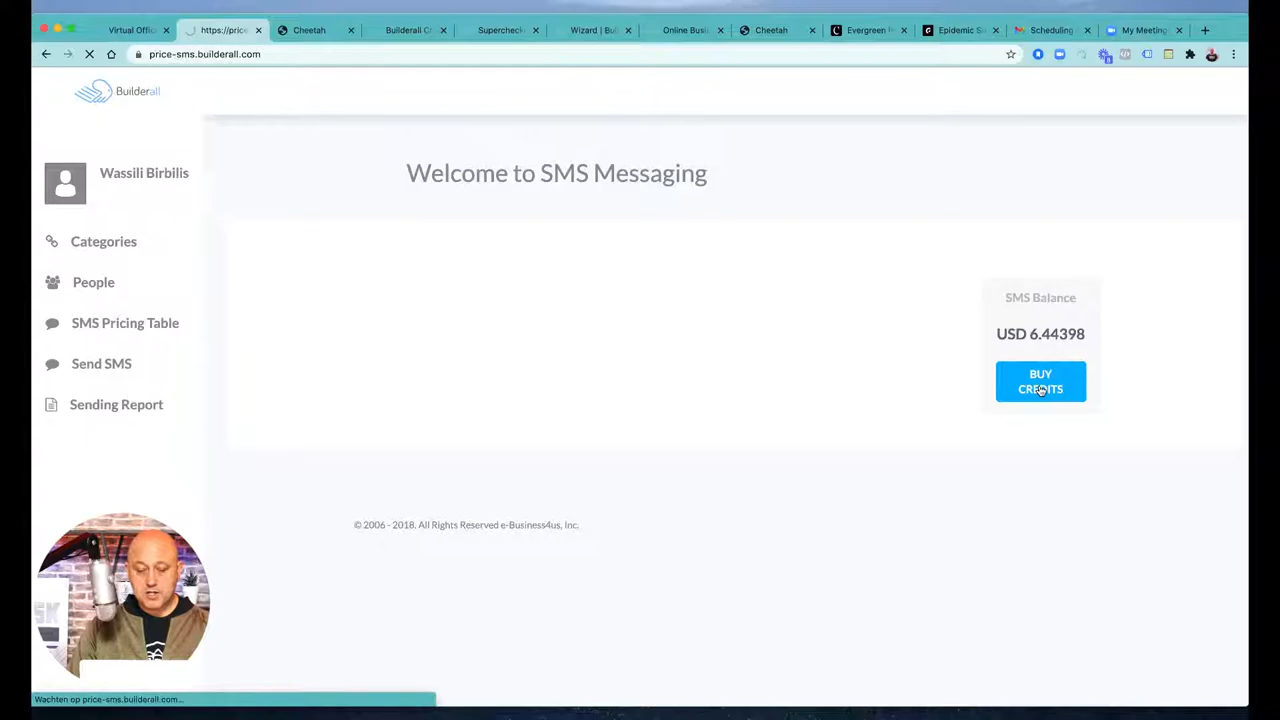 Virtual Offic
https://price
Cheetah
Builderall Cr
Supercheck
Wizard | Buil
Online Busi
Cheetah
Evergreen
Epidemic S
Scheduling
My Meeting
price-sms.builderall.com
Builderall
Wassili Birbilis
Categories
People
SMS Pricing Table
Send SMS
Sending Report
Welcome to SMS Messaging
SMS Balance
USD 6.44398
BUY
CREDITS
© 2006 - 2018. All Rights Reserved e-Business4us, Inc.
Wachten op price-sms.builderall.com...